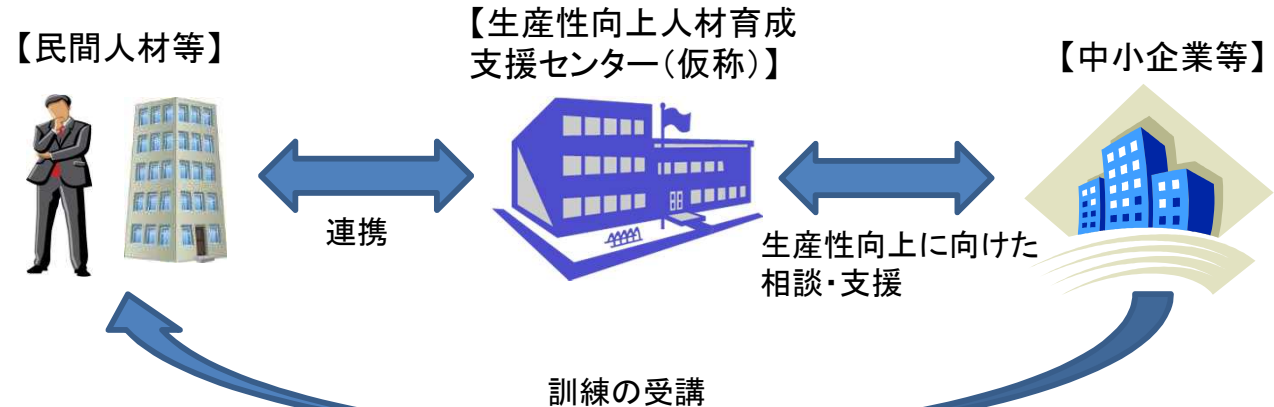 【民間人材等】
【生産性向上人材育成
支援センター(仮称)】
【中小企業等】
連携
生産性向上に向けた
相談・支援
訓練の受講